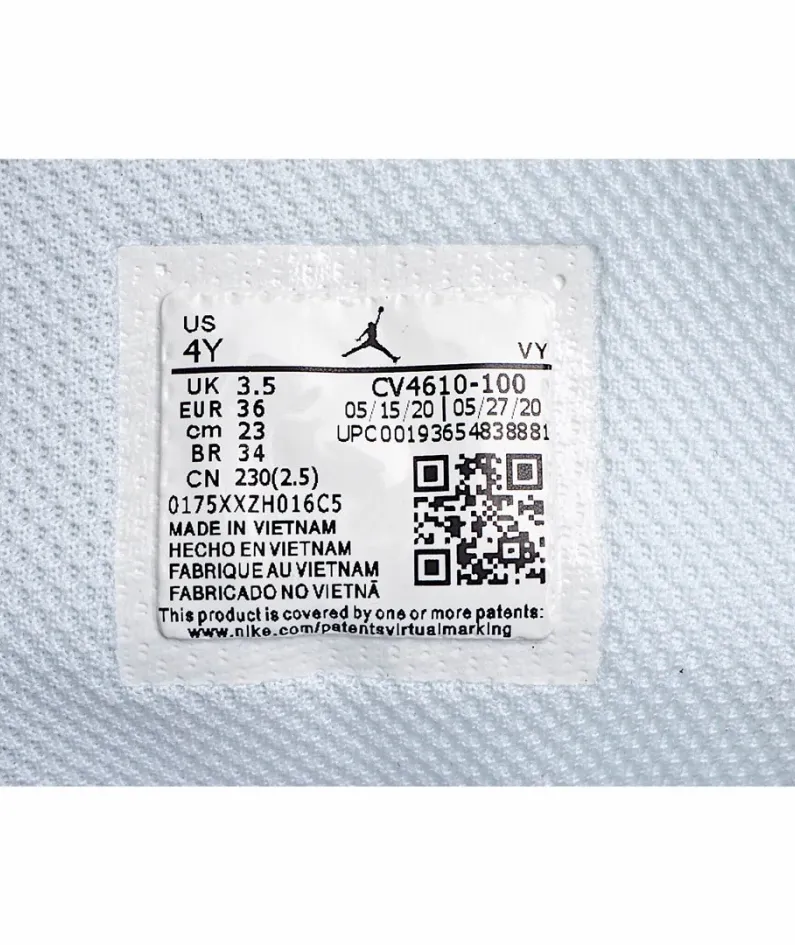 US
4Y VY
UK 3.5 CV4610-100
EUR 36 05/15/20 | 05/27/20
cm 23 UPC00193654838881
BR 34
CN 230(2.5)
0175XXZH016C5
MADE IN VIETNAM
HECHO EN VIETNAM
FABRIQUE AU VIETNAM
FABRICADO NO VIETNÃ
This product is covered by one or more patents:
www.nike.com/patentsvirtualmarking